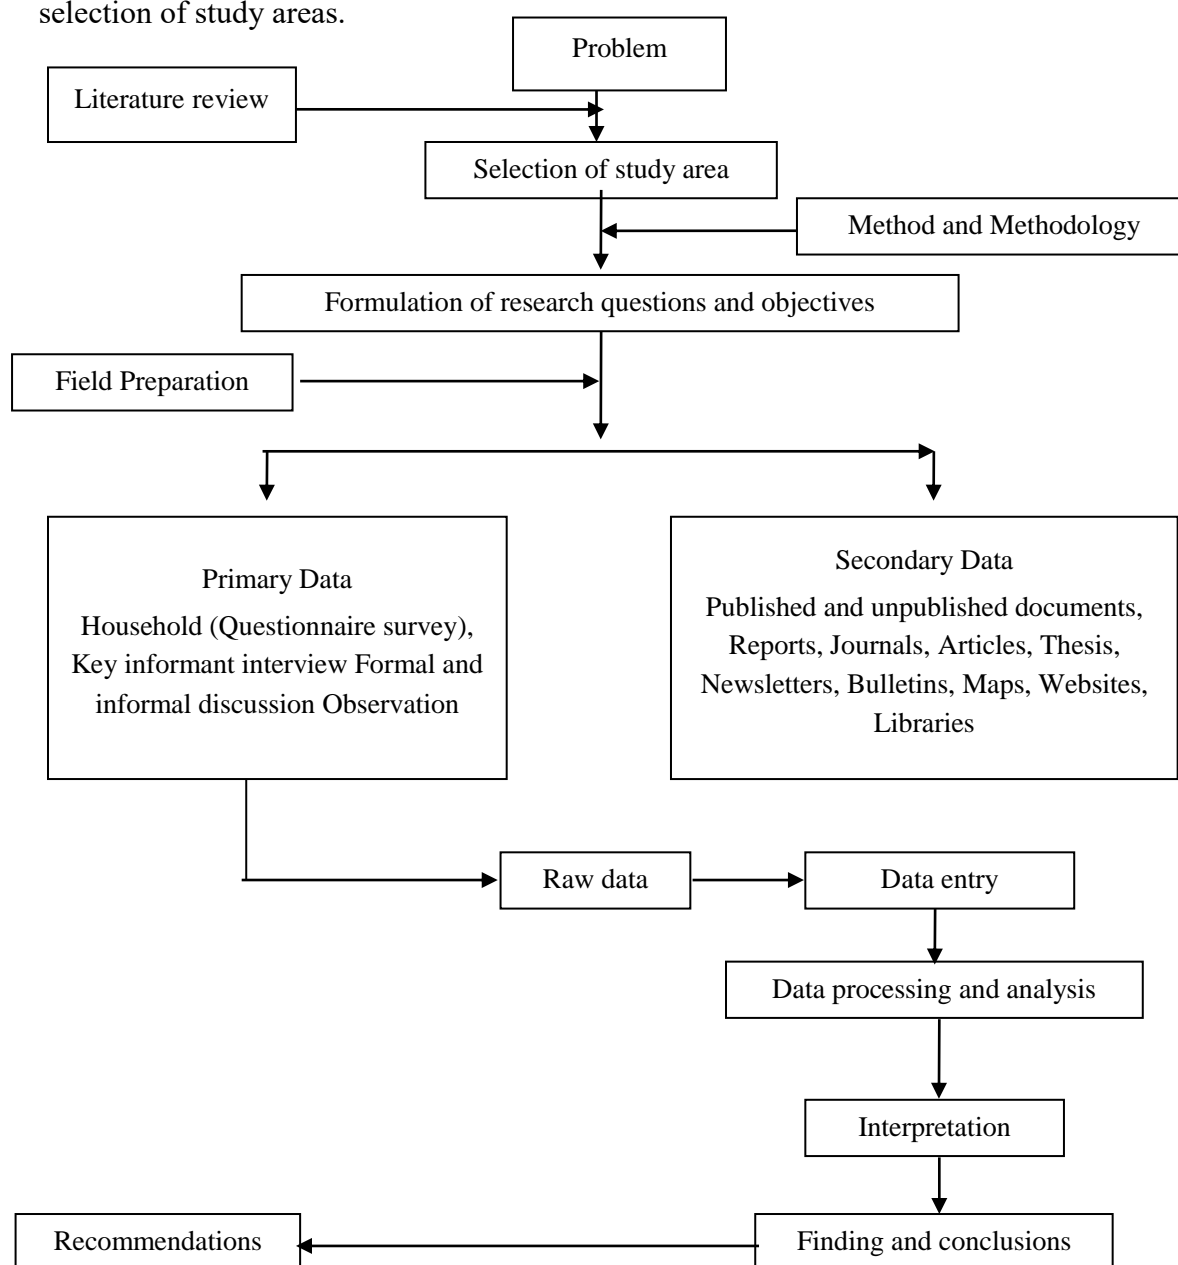 selection of study areas.
Problem
Literature review
Selection of study area
Method and Methodology
Formulation of research questions and objectives
Field Preparation
Primary Data
Household (Questionnaire survey),
Key informant interview Formal and
informal discussion Observation
Secondary Data
Published and unpublished documents,
Reports, Journals, Articles, Thesis,
Newsletters, Bulletins, Maps, Websites,
Libraries
Raw data
Data entry
Data processing and analysis
Interpretation
Finding and conclusions
Recommendations